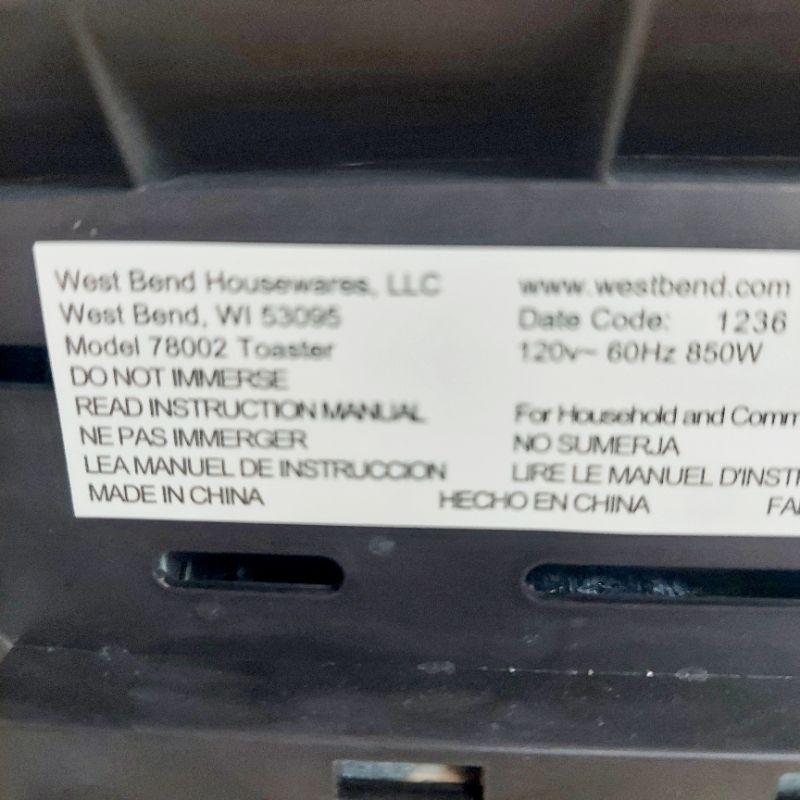 West Bend Housewares, LLC
www.westbend.com
West Bend, WI 53095
Date Code: 1236
Model 78002 Toaster
120v~ 60Hz 850W
DO NOT IMMERSE
READ INSTRUCTION MANUAL
For Household and Comm
NE PAS IMMERGER
NO SUMERJA
LEA MANUEL DE INSTRUCCION
LIRE LE MANUEL D'INSTR
MADE IN CHINA
HECHO EN CHINA
FA